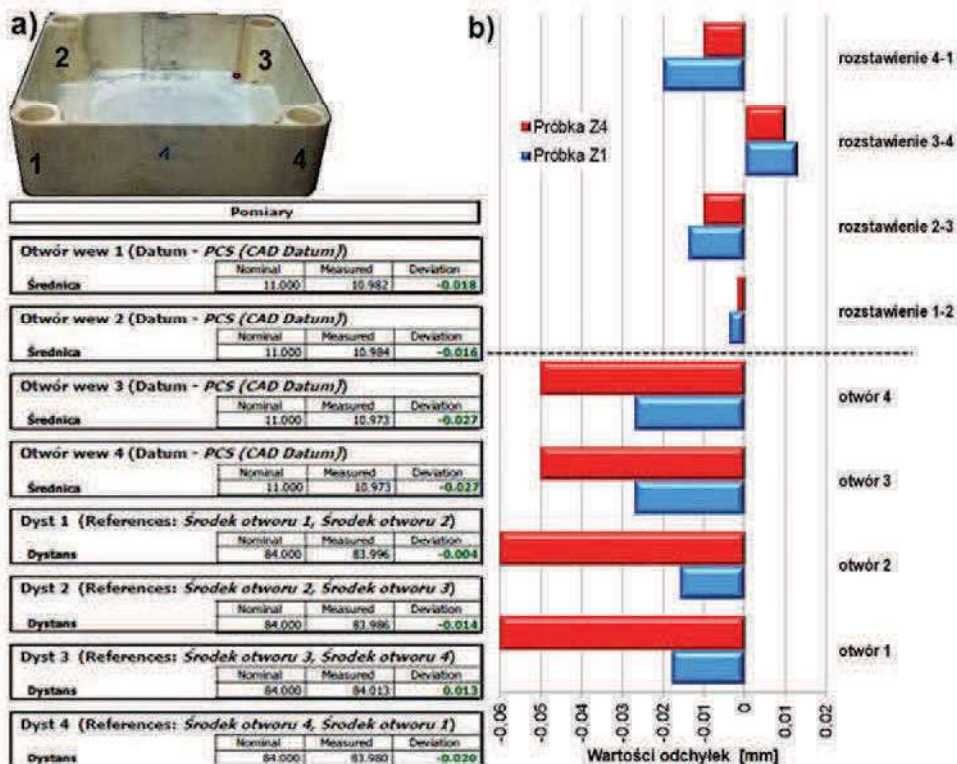 a)
2
3
1
1
4
Pomiary
Otwór wew 1 (Datum - PCS (CAD Datum))
Nominal Measured Deviation
Średnica 11.000 10.982 -0.018
Otwór wew 2 (Datum - PCS (CAD Datum))
Nominal Measured Deviation
Średnica 11.000 10.984 -0.016
Otwór wew 3 (Datum - PCS (CAD Datum))
Nominal Measured Deviation
Średnica 11.000 10.973 -0.027
Otwór wew 4 (Datum - PCS (CAD Datum))
Nominal Measured Deviation
Średnica 11.000 10.973 -0.027
Dyst 1 (References: Środek otworu 1, Środek otworu 2)
Nominal Measured Deviation
Dystans 84.000 83.996 -0.004
Dyst 2 (References: Środek otworu 2, Środek otworu 3)
Nominal Measured Deviation
Dystans 84.000 83.986 -0.014
Dyst 3 (References: Środek otworu 3, Środek otworu 4)
Nominal Measured Deviation
Dystans 84.000 84.013 0.013
Dyst 4 (References: Środek otworu 4, Środek otworu 1)
Nominal Measured Deviation
Dystans 84.000 83.980 -0.020
b)
Próbka Z4
Próbka Z1
rozstawienie 4-1
rozstawienie 3-4
rozstawienie 2-3
rozstawienie 1-2
otwór 4
otwór 3
otwór 2
otwór 1
-0.06 -0.05 -0.04 -0.03 -0.02 -0.01 0 0.01 0.02
Wartości odchyłek [mm]